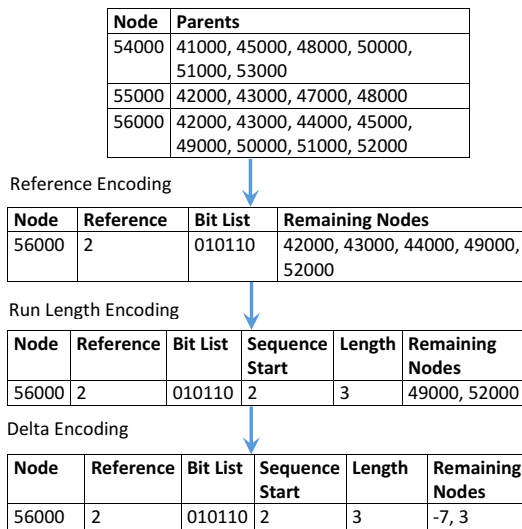 Node Parents
54000 41000, 45000, 48000, 50000,
51000, 53000
55000 42000, 43000, 47000, 48000
56000 42000, 43000, 44000, 45000,
49000, 50000, 51000, 52000
Reference Encoding
Node Reference Bit List Remaining Nodes
56000 2 010110 42000, 43000, 44000, 49000,
52000
Run Length Encoding
Node Reference Bit List Sequence Length Remaining
Start Nodes
56000 2 010110 2 3 49000, 52000
Delta Encoding
Node Reference Bit List Sequence Length Remaining
Start Nodes
56000 2 010110 2 3 -7, 3